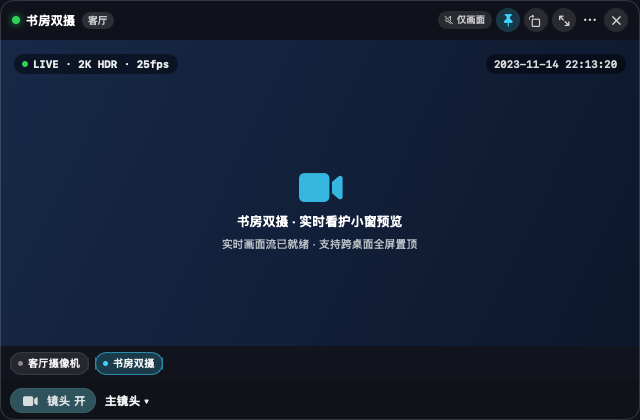 书房双摄 客厅 仅画面
LIVE · 2K HDR · 25fps 2023-11-14 22:13:20
书房双摄 · 实时看护小窗预览
实时画面流已就绪 · 支持跨桌面全屏置顶
客厅摄像机 书房双摄
镜头 开 主镜头